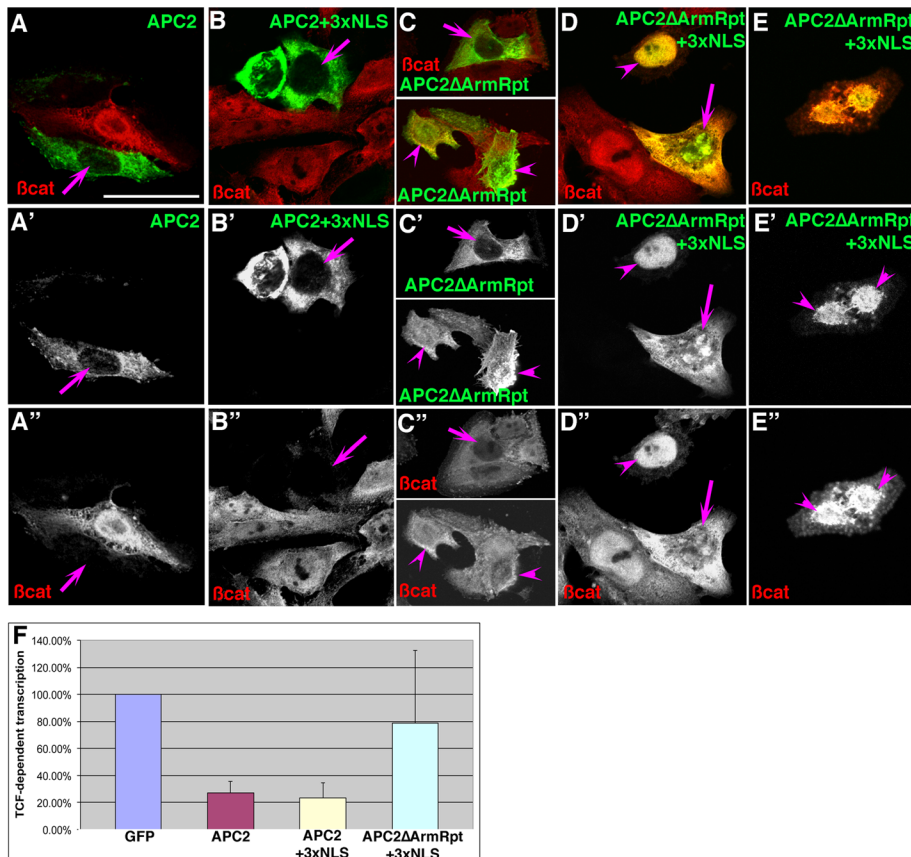 A APC2
ßcat
B APC2+3xNLS
ßcat
C
ßcat
APC2ΔArmRpt
APC2ΔArmRpt
D APC2ΔArmRpt
+3xNLS
ßcat
E APC2ΔArmRpt
+3xNLS
ßcat
A' APC2
B' APC2+3xNLS
C'
APC2ΔArmRpt
APC2ΔArmRpt
D' APC2ΔArmRpt
+3xNLS
E' APC2ΔArmRpt
+3xNLS
A"
ßcat
B"
ßcat
C"
ßcat
ßcat
D"
ßcat
E"
ßcat
F
TCF-dependent transcription
140.00%
120.00%
100.00%
80.00%
60.00%
40.00%
20.00%
0.00%
GFP
APC2
APC2
+3xNLS
APC2ΔArmRpt
+3xNLS